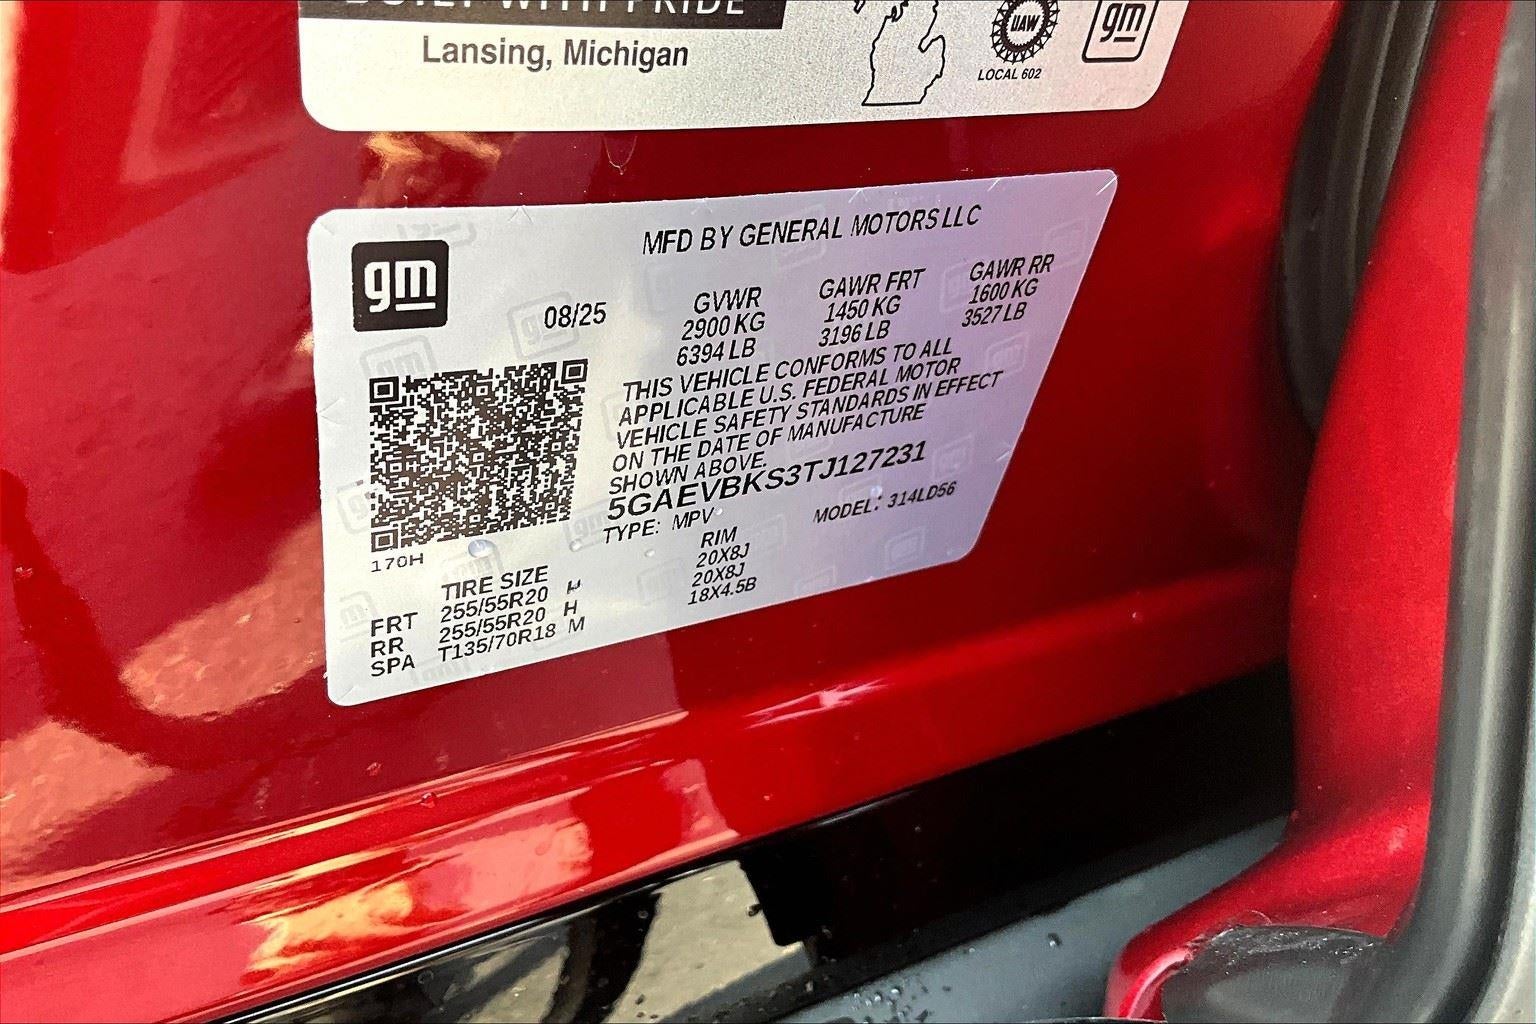 BUILT WITH PRIDE
Lansing, Michigan
UAW
LOCAL 602
gm
gm
MFD BY GENERAL MOTORS LLC
08/25
GVWR
2900 KG
6394 LB
GAWR FRT
1450 KG
3196 LB
GAWR RR
1600 KG
3527 LB
THIS VEHICLE CONFORMS TO ALL
APPLICABLE U.S. FEDERAL MOTOR
VEHICLE SAFETY STANDARDS IN EFFECT
ON THE DATE OF MANUFACTURE
SHOWN ABOVE.
5GAEVBKS3TJ127231
TYPE: MPV
MODEL: 314LD56
170H
TIRE SIZE
RIM
FRT 255/55R20 H 20X8J
RR 255/55R20 H 20X8J
SPA T135/70R18 M 18X4.5B